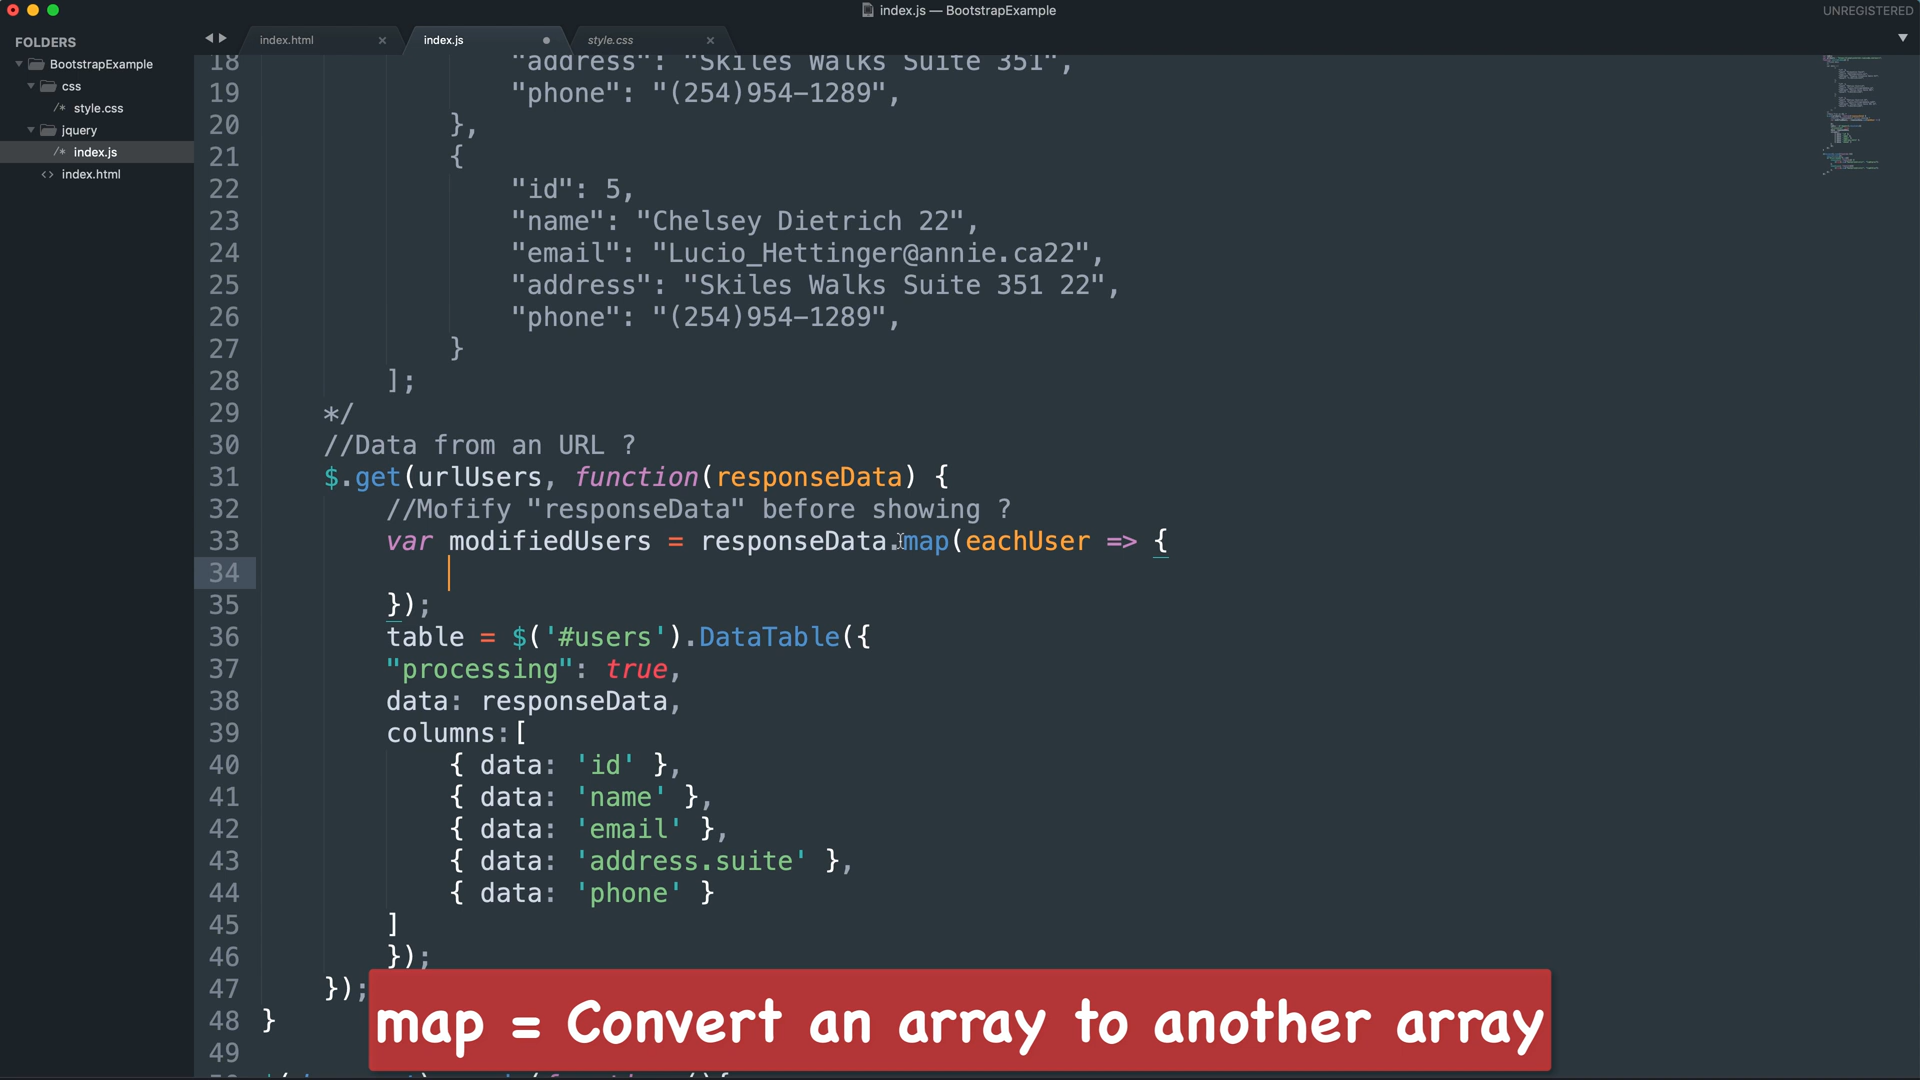 index.js — BootstrapExample
UNREGISTERED
FOLDERS
BootstrapExample
css
/* style.css
jquery
/* index.js
<> index.html
index.html
index.js
style.css
18 "address": "Skiles Walks Suite 351",
19 "phone": "(254)954-1289",
20 },
21 {
22 "id": 5,
23 "name": "Chelsey Dietrich 22",
24 "email": "Lucio_Hettinger@annie.ca22",
25 "address": "Skiles Walks Suite 351 22",
26 "phone": "(254)954-1289",
27 }
28 ];
29 */
30 //Data from an URL ?
31 $.get(urlUsers, function(responseData) {
32 //Mofify "responseData" before showing ?
33 var modifiedUsers = responseData.map(eachUser => {
34
35 });
36 table = $('#users').DataTable({
37 "processing": true,
38 data: responseData,
39 columns:[
40 { data: 'id' },
41 { data: 'name' },
42 { data: 'email' },
43 { data: 'address.suite' },
44 { data: 'phone' }
45 ]
46 });
47 });
48 }
49
map = Convert an array to another array